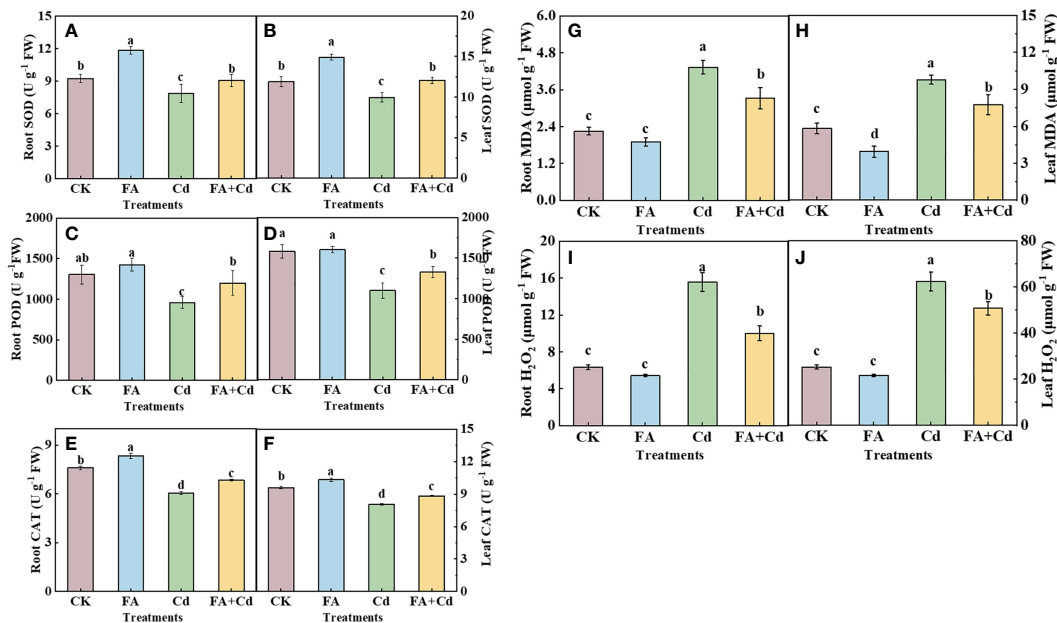 A
B
Root SOD (U g⁻¹ FW)
15
12
9
6
3
0
b
a
c
b
b
a
c
b
20
15
10
5
0
Leaf SOD (U g⁻¹ FW)
CK FA Cd FA+Cd CK FA Cd FA+Cd
Treatments Treatments
C
D
Root POD (U g⁻¹FW)
2000
1500
1000
500
0
ab
a
c
b
a
a
c
b
2000
1500
1000
500
0
Leaf POD (U g⁻¹ FW)
CK FA Cd FA+Cd CK FA Cd FA+Cd
Treatments Treatments
E
F
Root CAT (U g⁻¹ FW)
9
6
3
0
b
a
d
c
b
a
d
c
15
12
9
6
3
0
Leaf CAT (U g⁻¹ FW)
CK FA Cd FA+Cd CK FA Cd FA+Cd
Treatments Treatments
G
H
Root MDA (μmol g⁻¹ FW)
6.0
4.8
3.6
2.4
1.2
0.0
c
c
a
b
c
d
a
b
15
12
9
6
3
0
Leaf MDA (μmol g⁻¹ FW)
CK FA Cd FA+Cd CK FA Cd FA+Cd
Treatments Treatments
I
J
Root H₂O₂ (μmol g⁻¹ FW)
20
16
12
8
4
0
c
c
a
b
c
c
a
b
80
60
40
20
0
Leaf H₂O₂ (μmol g⁻¹ FW)
CK FA Cd FA+Cd CK FA Cd FA+Cd
Treatments Treatments